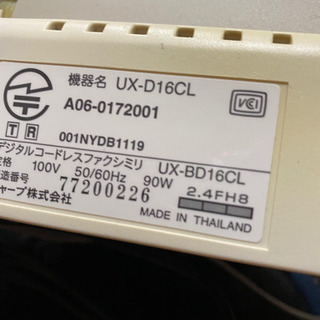 機器名 UX-D16CL
A06-0172001
VCI
T R 001NYDB1119
デジタルコードレスファクシミリ UX-BD16CL
定格 100V 50/60Hz 90W
製造番号 77200226
2.4FH8
シャープ株式会社 MADE IN THAILAND